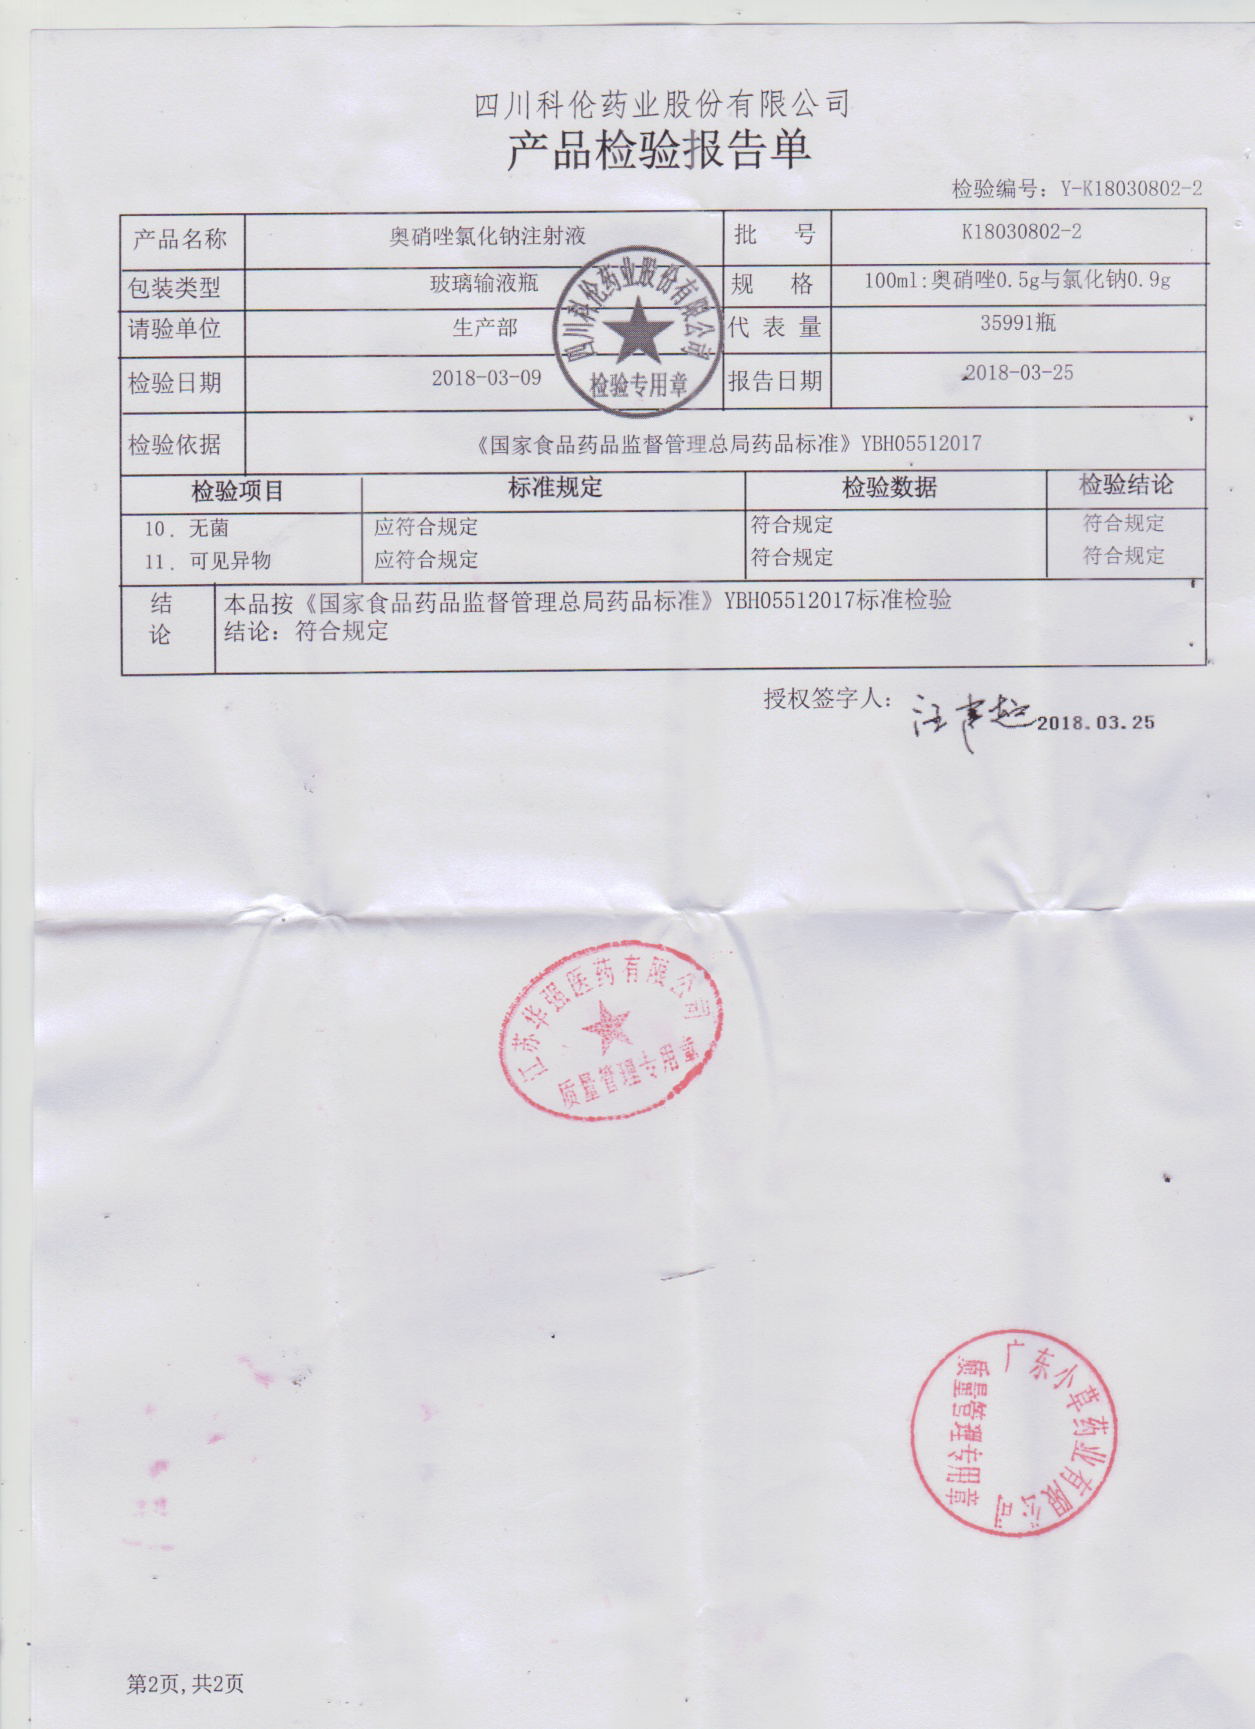 四川科伦药业股份有限公司
产品检验报告单
检验编号：Y-K18030802-2
产品名称 奥硝唑氯化钠注射液 批 号 K18030802-2
包装类型 玻璃输液瓶 规 格 100ml:奥硝唑0.5g与氯化钠0.9g
请验单位 生产部 代 表 量 35991瓶
检验日期 2018-03-09 报告日期 2018-03-25
四川科伦药业股份有限公司
检验专用章
检验依据 《国家食品药品监督管理总局药品标准》YBH05512017
检验项目 标准规定 检验数据 检验结论
10. 无菌 应符合规定 符合规定 符合规定
11. 可见异物 应符合规定 符合规定 符合规定
结论 本品按《国家食品药品监督管理总局药品标准》YBH05512017标准检验
结论：符合规定
授权签字人： 2018.03.25
江苏华强医药有限公司
质量管理专用章
广东小草药业有限公司
质量管理专用章
第2页,共2页